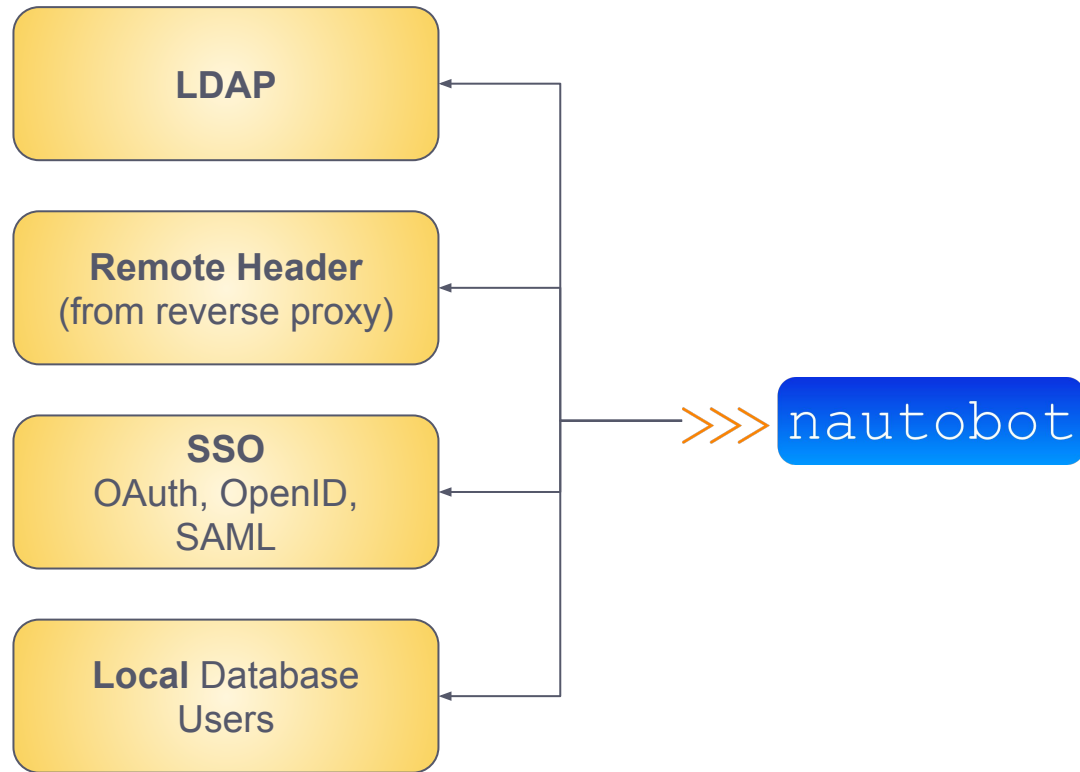 LDAP
Remote Header
(from reverse proxy)
SSO
OAuth, OpenID,
SAML
Local Database
Users
nautobot